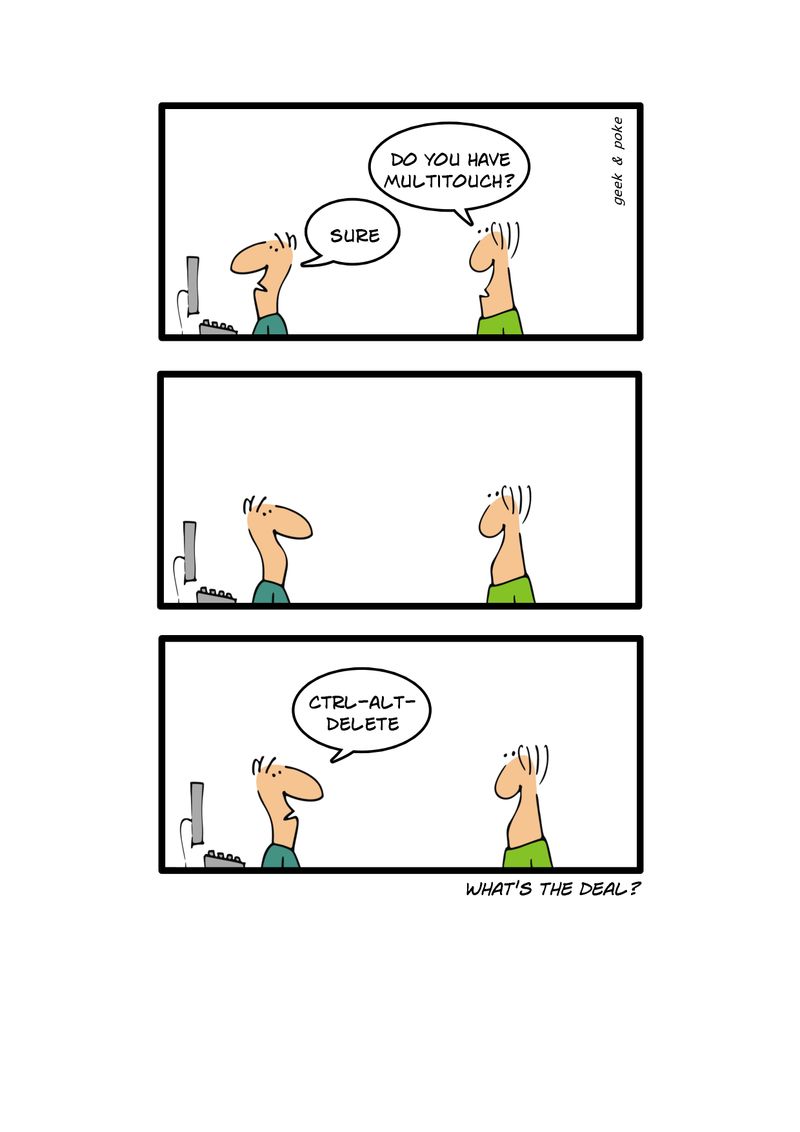 geek & poke
DO YOU HAVE
MULTITOUCH?
SURE
CTRL-ALT-
DELETE
WHAT'S THE DEAL?